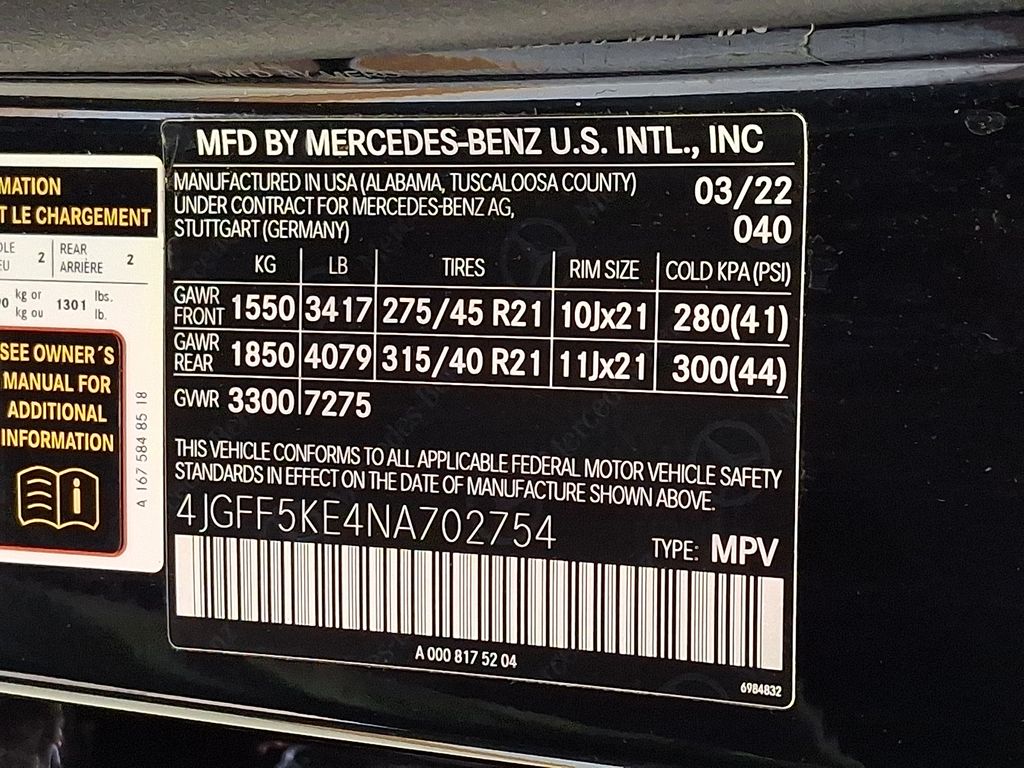 MFD BY MERCEDES-BENZ U.S. INTL., INC
MANUFACTURED IN USA (ALABAMA, TUSCALOOSA COUNTY) 03/22
UNDER CONTRACT FOR MERCEDES-BENZ AG,
STUTTGART (GERMANY) 040
KG LB TIRES RIM SIZE COLD KPA(PSI)
GAWR FRONT 1550 3417 275/45 R21 10Jx21 280(41)
GAWR REAR 1850 4079 315/40 R21 11Jx21 300(44)
GVWR 3300 7275
THIS VEHICLE CONFORMS TO ALL APPLICABLE FEDERAL MOTOR VEHICLE SAFETY
STANDARDS IN EFFECT ON THE DATE OF MANUFACTURE SHOWN ABOVE.
4JGFF5KE4NA702754
TYPE: MPV
A 000 817 52 04
6984832
MATION
T LE CHARGEMENT
2 REAR
ARRIÈRE 2
kg or 1301 lbs.
kg ou lb.
SEE OWNER´S
MANUAL FOR
ADDITIONAL
INFORMATION
A 167 584 85 18